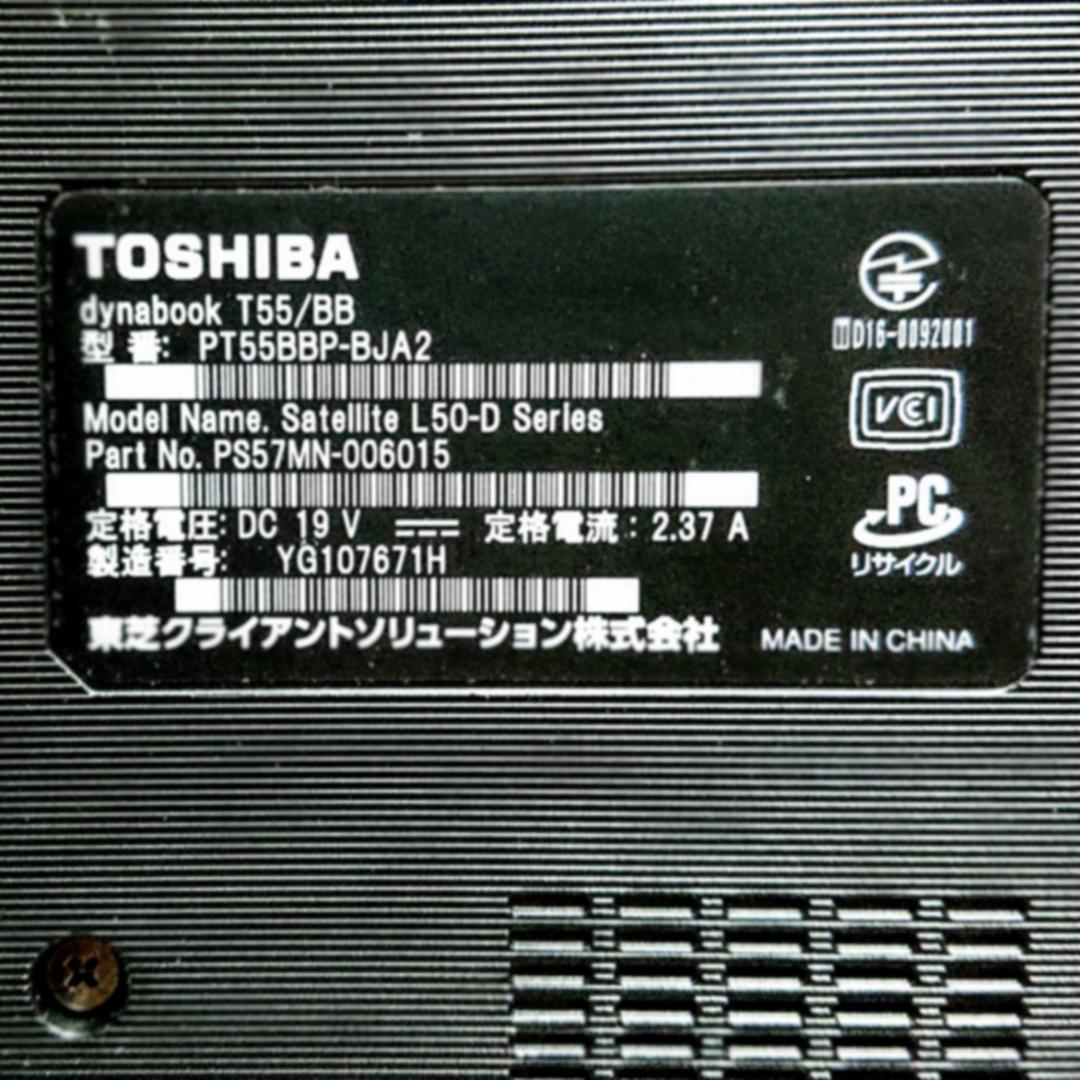 TOSHIBA
dynabook T55/BB
型 番: PT55BBP-BJA2
Model Name. Satellite L50-D Series
Part No. PS57MN-006015
定格電圧: DC 19 V 定格電流: 2.37 A
製造番号: YG107671H
東芝クライアントソリューション株式会社
MADE IN CHINA
D16-0092001
VCCI
PC
リサイクル